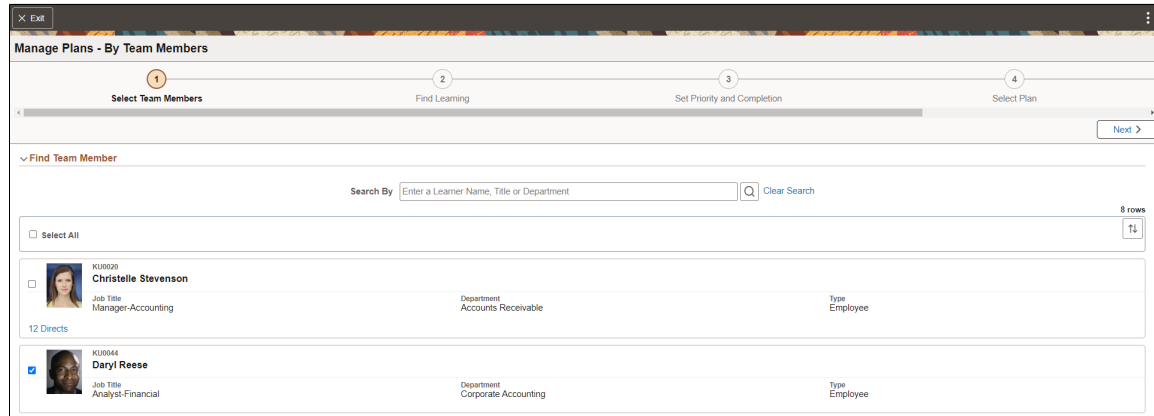 Exit
Manage Plans - By Team Members
1 2 3 4
Select Team Members Find Learning Set Priority and Completion Select Plan
Next
Find Team Member
Search By Enter a Learner Name, Title or Department Clear Search
8 rows
Select All
KU0020
Christelle Stevenson
Job Title Department Type
Manager-Accounting Accounts Receivable Employee
12 Directs
KU0044
Daryl Reese
Job Title Department Type
Analyst-Financial Corporate Accounting Employee